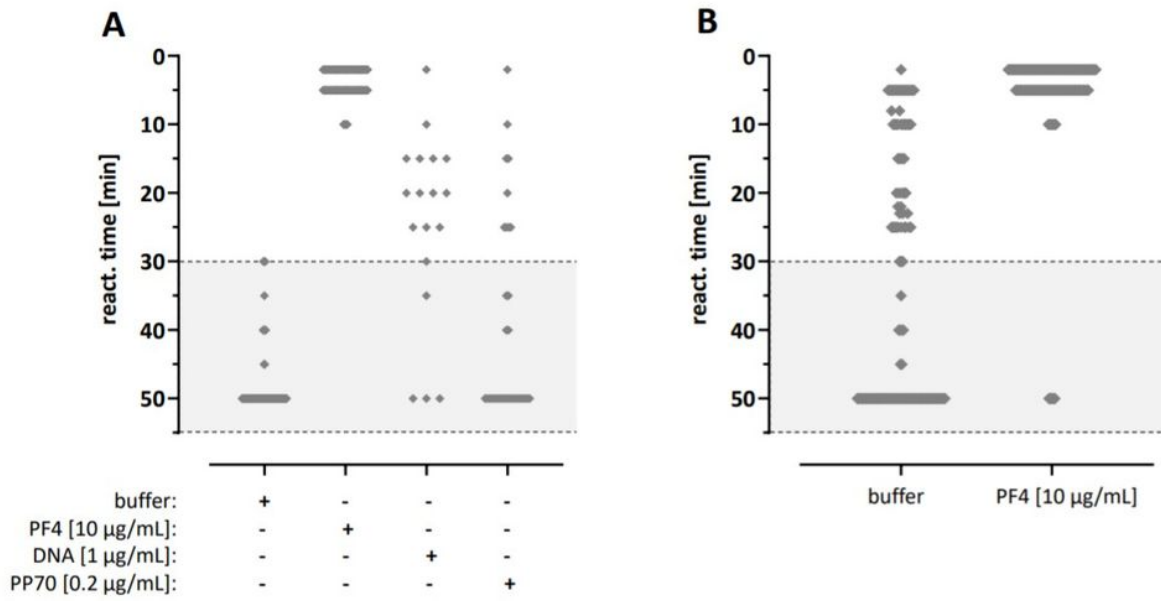 A
react. time [min]
0
10
20
30
40
50
buffer: + - - -
PF4 [10 µg/mL]: - + - -
DNA [1 µg/mL]: - - + -
PP70 [0.2 µg/mL]: - - - +
B
react. time [min]
0
10
20
30
40
50
buffer PF4 [10 µg/mL]